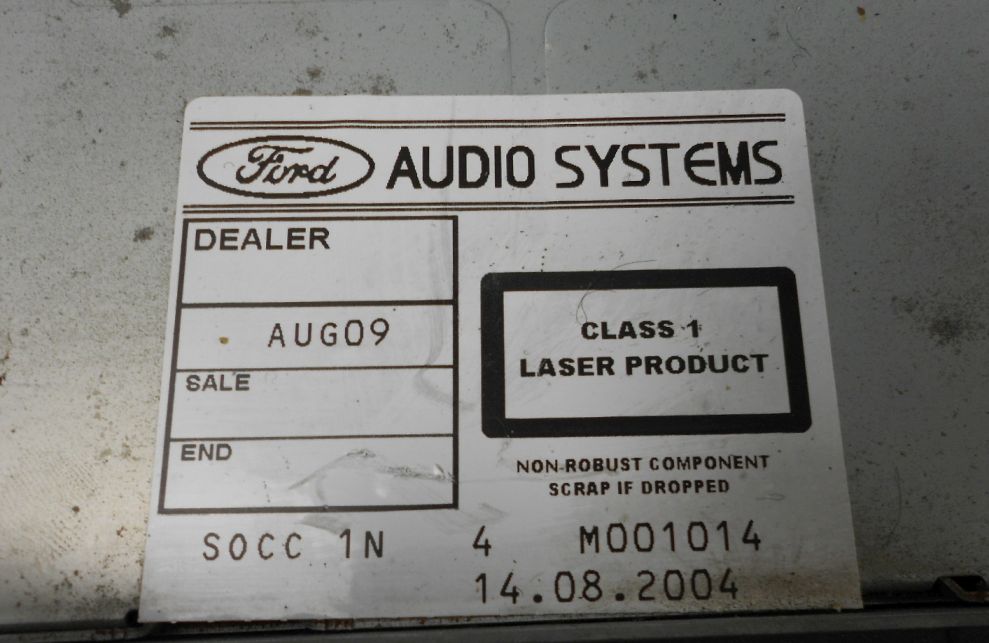 Ford AUDIO SYSTEMS
DEALER
AUG09
SALE
END
CLASS 1
LASER PRODUCT
NON-ROBUST COMPONENT
SCRAP IF DROPPED
SOCC 1N 4 M001014
14.08.2004